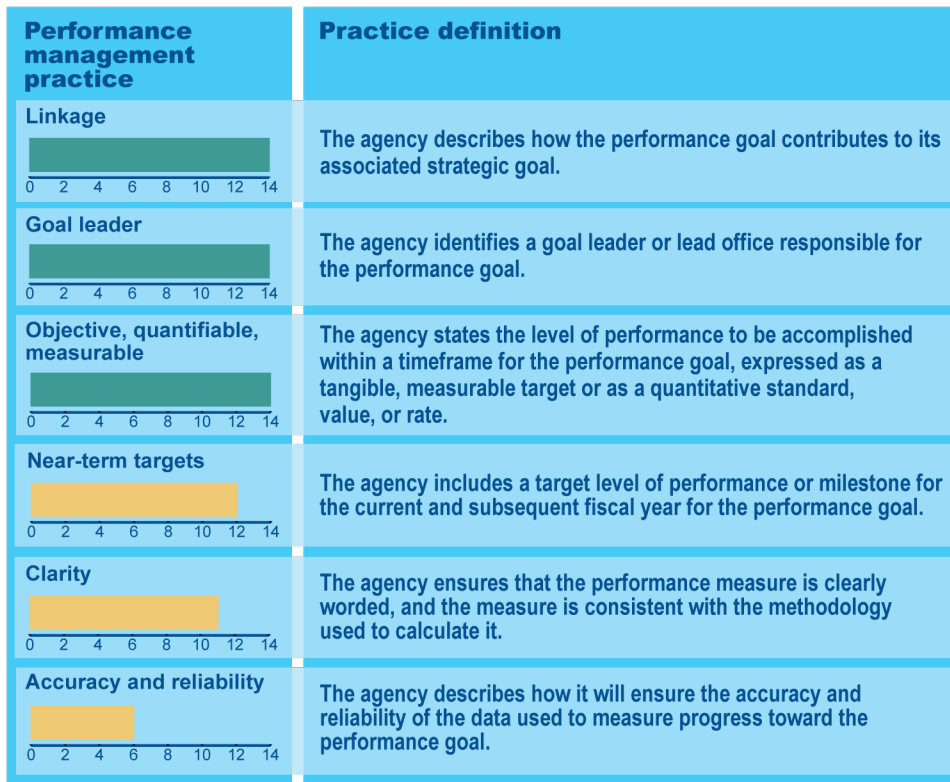 Performance
management
practice
Practice definition
Linkage
0 2 4 6 8 10 12 14
The agency describes how the performance goal contributes to its
associated strategic goal.
Goal leader
0 2 4 6 8 10 12 14
The agency identifies a goal leader or lead office responsible for
the performance goal.
Objective, quantifiable,
measurable
0 2 4 6 8 10 12 14
The agency states the level of performance to be accomplished
within a timeframe for the performance goal, expressed as a
tangible, measurable target or as a quantitative standard,
value, or rate.
Near-term targets
0 2 4 6 8 10 12 14
The agency includes a target level of performance or milestone for
the current and subsequent fiscal year for the performance goal.
Clarity
0 2 4 6 8 10 12 14
The agency ensures that the performance measure is clearly
worded, and the measure is consistent with the methodology
used to calculate it.
Accuracy and reliability
0 2 4 6 8 10 12 14
The agency describes how it will ensure the accuracy and
reliability of the data used to measure progress toward the
performance goal.